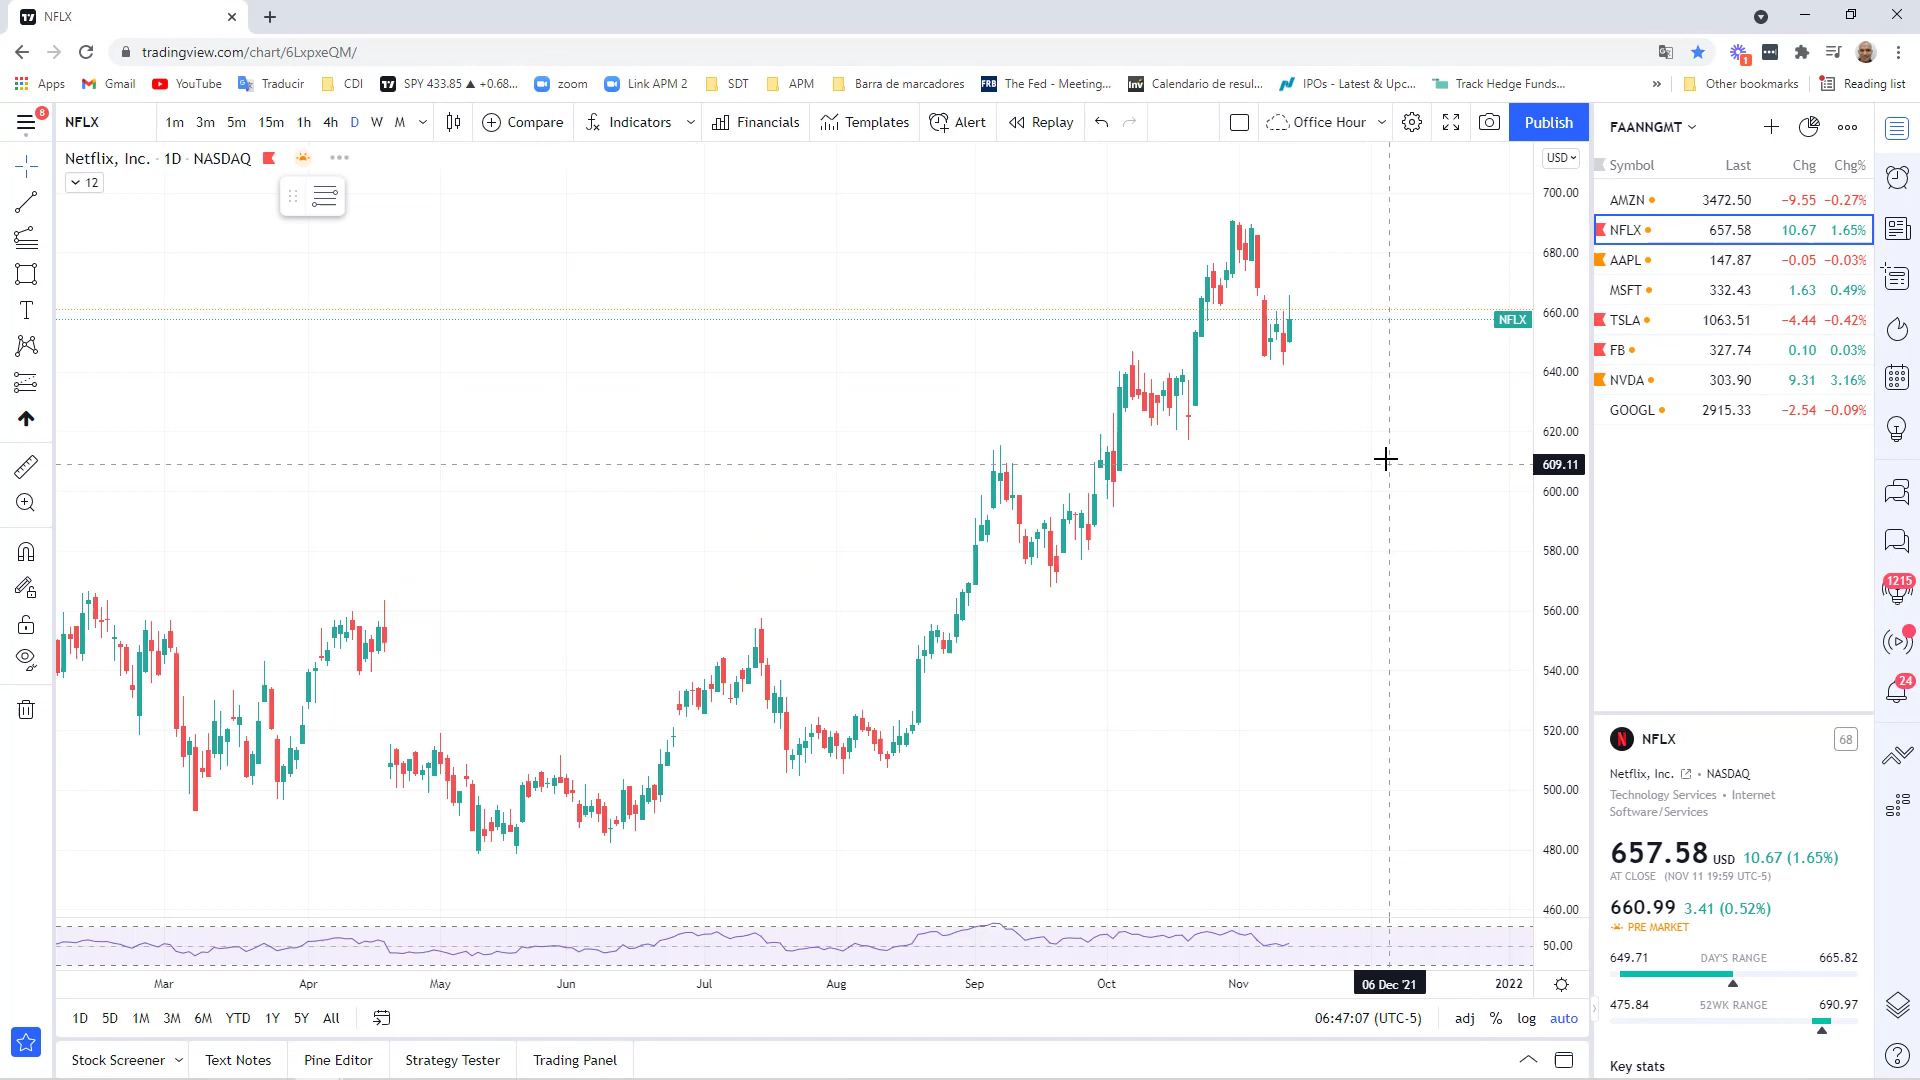 NFLX
tradingview.com/chart/6LxpxeQM/
1
Apps Gmail YouTube Traducir CDI SPY 433.85 ▲ +0.68... zoom Link APM 2 SDT APM Barra de marcadores FRB The Fed - Meeting... Inv Calendario de resul... IPOs - Latest & Upc... Track Hedge Funds... » Other bookmarks Reading list
8
NFLX 1m 3m 5m 15m 1h 4h D W M Compare Indicators Financials Templates Alert Replay Office Hour Publish
Netflix, Inc. · 1D · NASDAQ
12
USD
700.00
680.00
660.00
NFLX
640.00
620.00
609.11
600.00
580.00
560.00
540.00
520.00
500.00
480.00
460.00
50.00
Mar Apr May Jun Jul Aug Sep Oct Nov 06 Dec '21 2022
1D 5D 1M 3M 6M YTD 1Y 5Y All 06:47:07 (UTC-5) adj % log auto
Stock Screener Text Notes Pine Editor Strategy Tester Trading Panel
FAANNGMT
Symbol Last Chg Chg%
AMZN 3472.50 −9.55 −0.27%
NFLX 657.58 10.67 1.65%
AAPL 147.87 −0.05 −0.03%
MSFT 332.43 1.63 0.49%
TSLA 1063.51 −4.44 −0.42%
FB 327.74 0.10 0.03%
NVDA 303.90 9.31 3.16%
GOOGL 2915.33 −2.54 −0.09%
1215
24
NFLX 68
Netflix, Inc. • NASDAQ
Technology Services • Internet
Software/Services
657.58 USD 10.67 (1.65%)
AT CLOSE (NOV 11 19:59 UTC-5)
660.99 3.41 (0.52%)
PRE MARKET
649.71 DAY'S RANGE 665.82
475.84 52WK RANGE 690.97
Key stats